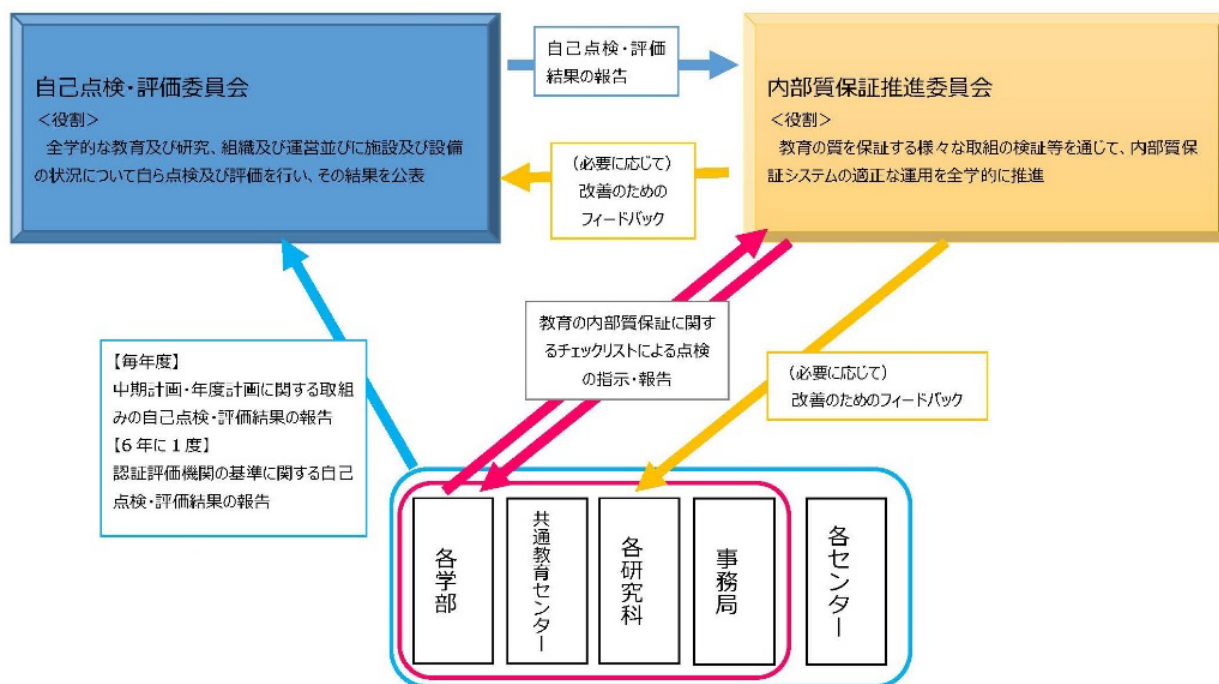 自己点検・評価委員会
＜役割＞
全学的な教育及び研究、組織及び運営並びに施設及び設備
の状況について自ら点検及び評価を行い、その結果を公表
自己点検・評価
結果の報告
(必要に応じて)
改善のための
フィードバック
内部質保証推進委員会
＜役割＞
教育の質を保証する様々な取組の検証等を通じて、内部質保
証システムの適正な運用を全学的に推進
【毎年度】
中期計画・年度計画に関する取組
みの自己点検・評価結果の報告
【6年に1度】
認証評価機関の基準に関する自己
点検・評価結果の報告
教育の内部質保証に関す
るチェックリストによる点検
の指示・報告
(必要に応じて)
改善のためのフィードバック
各学部
共通教育センター
各研究科
事務局
各センター